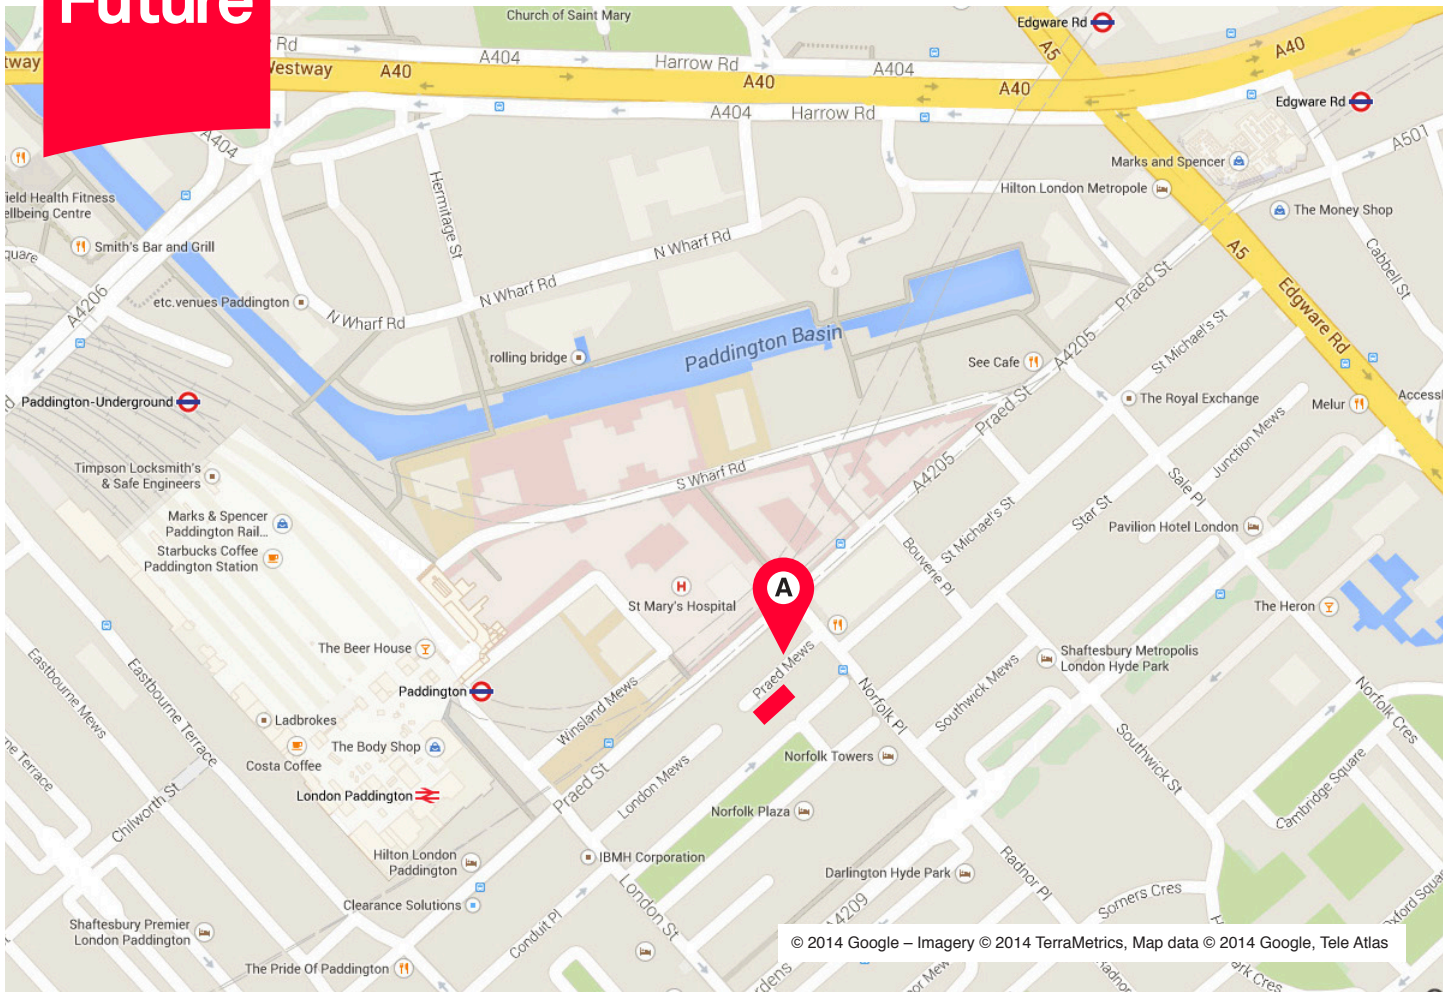 Future
Church of Saint Mary
Edgware Rd
Rd
A404
Harrow Rd
A404
A5
A40
tway
Westway
A40
A40
A40
Edgware Rd
A404
Harrow Rd
A404
A501
Marks and Spencer
Hilton London Metropole
The Money Shop
ield Health Fitness
ellbeing Centre
Hermitage St
Smith's Bar and Grill
quare
N Wharf Rd
A5
Cabbell St
A4206
etc.venues Paddington
N Wharf Rd
N Wharf Rd
Praed St
Edgware Rd
Paddington Basin
rolling bridge
See Cafe
A4205
St Michael's St
Paddington-Underground
The Royal Exchange
Melur
Praed St
Junction Mews
Timpson Locksmith's
& Safe Engineers
S Wharf Rd
A4205
Sale Pl
Marks & Spencer
Paddington Rail...
Starbucks Coffee
Paddington Station
St Michael's St
Star St
Pavilion Hotel London
A
St Mary's Hospital
The Heron
The Beer House
Praed Mews
Shaftesbury Metropolis
London Hyde Park
Eastbourne Mews
Eastbourne Terrace
Paddington
Winsland Mews
Norfolk Pl
Southwick Mews
Norfolk Cres
Ladbrokes
The Body Shop
Costa Coffee
Norfolk Towers
Southwick St
ne Terrace
London Paddington
Praed St
London Mews
Norfolk Plaza
Cambridge Square
Chilworth St
Hilton London
Paddington
IBMH Corporation
Darlington Hyde Park
Radnor Pl
Clearance Solutions
London St
Somers Cres
Shaftesbury Premier
London Paddington
Conduit Pl
A4209
Oxford Squa
© 2014 Google – Imagery © 2014 TerraMetrics, Map data © 2014 Google, Tele Atlas
The Pride Of Paddington
rdens
ark Cres